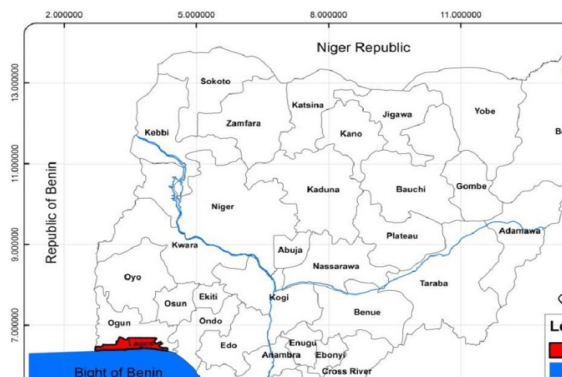 2.000000 5.000000 8.000000 11.000000
Niger Republic
13.000000
11.000000
9.000000
7.000000
Republic of Benin
Sokoto
Katsina
Jigawa
Yobe
Zamfara
Kano
Kebbi
Kaduna
Bauchi
Gombe
Niger
Plateau
Adamawa
Kwara
Abuja
Nassarawa
Taraba
Oyo
Osun
Ekiti
Kogi
Benue
Ogun
Ondo
Edo
Enugu
Anambra
Ebonyi
Cross River
Bight of Benin